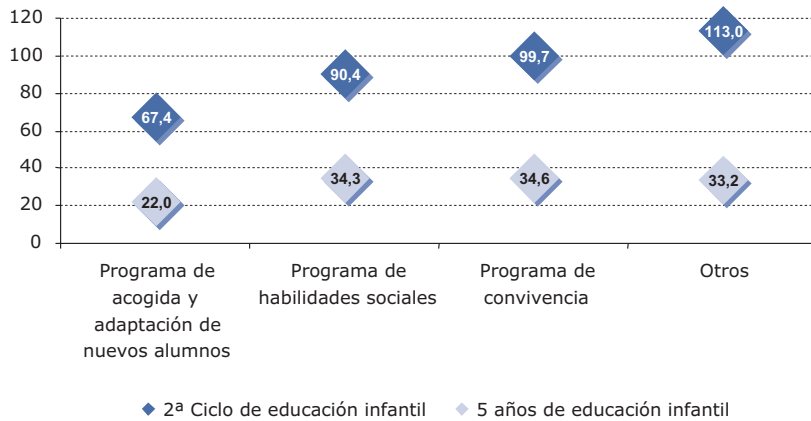 120
100
80
60
40
20
0
67,4
90,4
99,7
113,0
22,0
34,3
34,6
33,2
Programa de
acogida y
adaptación de
nuevos alumnos
Programa de
habilidades sociales
Programa de
convivencia
Otros
2ª Ciclo de educación infantil
5 años de educación infantil